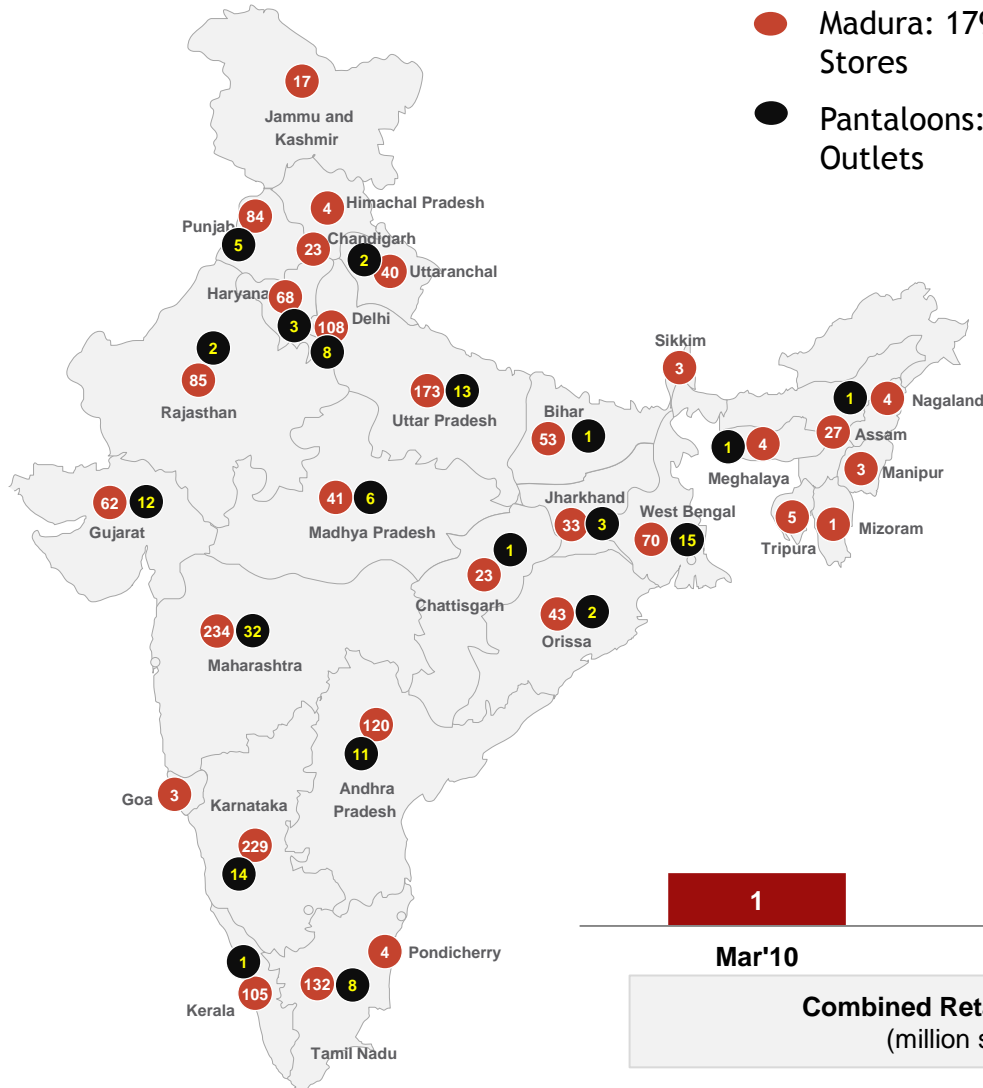 Madura: 179
Stores
Pantaloons:
Outlets
17
Jammu and
Kashmir
4
Himachal Pradesh
84
Punjab
5
23
Chandigarh
2
40
Uttaranchal
Haryana
68
3
108
Delhi
8
2
85
Rajasthan
173
13
Uttar Pradesh
Sikkim
3
Bihar
53
1
1
4
Nagaland
27
Assam
1
4
Meghalaya
3
Manipur
5
Tripura
1
Mizoram
62
12
Gujarat
41
6
Madhya Pradesh
Jharkhand
33
3
West Bengal
70
15
1
23
Chattisgarh
43
2
Orissa
234
32
Maharashtra
120
11
Andhra
Pradesh
Goa
3
Karnataka
229
14
4
Pondicherry
1
105
Kerala
132
8
Tamil Nadu
1
Mar'10
Combined Reta
(million s